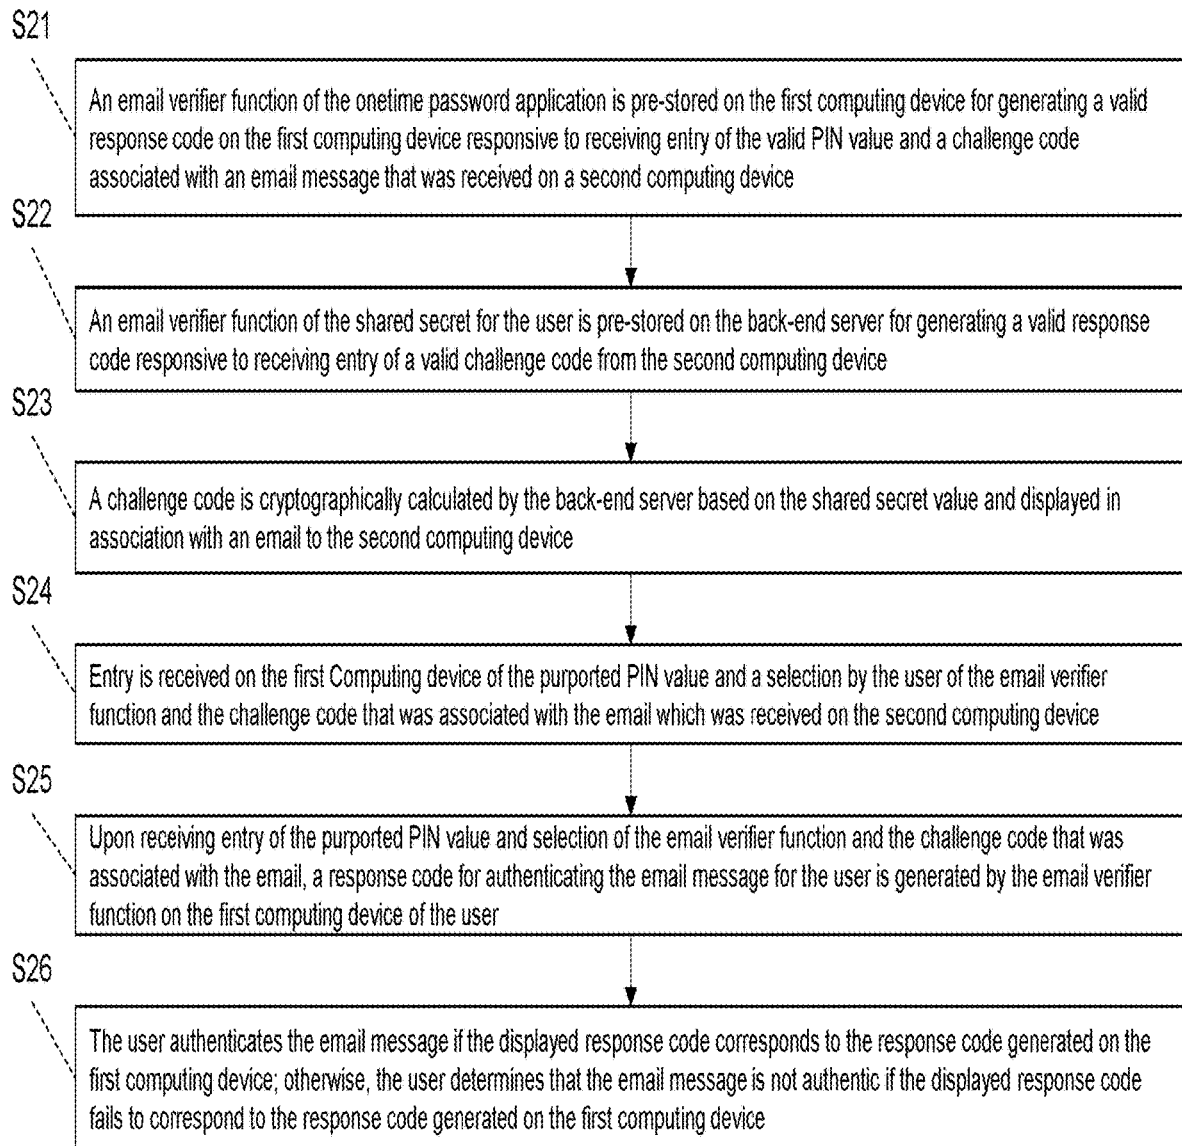 S21
An email verifier function of the onetime password application is pre-stored on the first computing device for generating a valid
response code on the first computing device responsive to receiving entry of the valid PIN value and a challenge code
associated with an email message that was received on a second computing device
S22
An email verifier function of the shared secret for the user is pre-stored on the back-end server for generating a valid response
code responsive to receiving entry of a valid challenge code from the second computing device
S23
A challenge code is cryptographically calculated by the back-end server based on the shared secret value and displayed in
association with an email to the second computing device
S24
Entry is received on the first Computing device of the purported PIN value and a selection by the user of the email verifier
function and the challenge code that was associated with the email which was received on the second computing device
S25
Upon receiving entry of the purported PIN value and selection of the email verifier function and the challenge code that was
associated with the email, a response code for authenticating the email message for the user is generated by the email verifier
function on the first computing device of the user
S26
The user authenticates the email message if the displayed response code corresponds to the response code generated on the
first computing device; otherwise, the user determines that the email message is not authentic if the displayed response code
fails to correspond to the response code generated on the first computing device